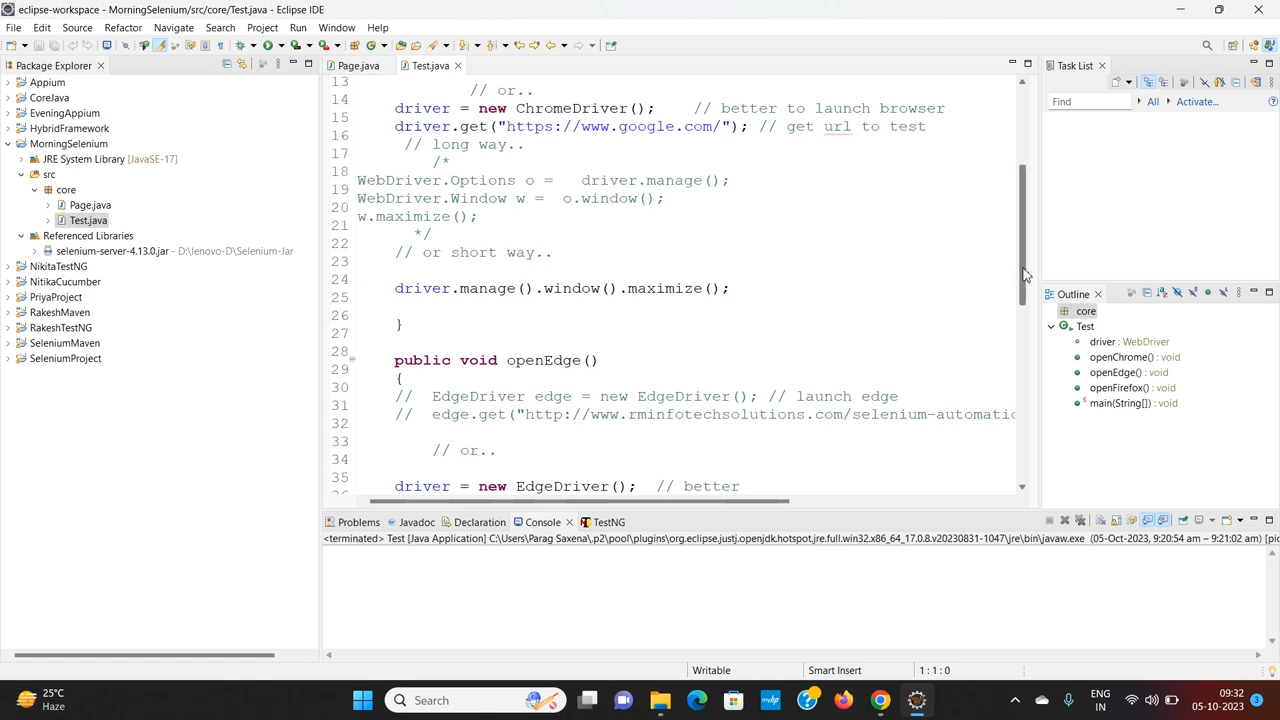 eclipse-workspace - MorningSelenium/src/core/Test.java - Eclipse IDE
File Edit Source Refactor Navigate Search Project Run Window Help
Package Explorer
Appium
CoreJava
EveningAppium
HybridFramework
MorningSelenium
JRE System Library [JavaSE-17]
src
core
Page.java
Test.java
Referenced Libraries
selenium-server-4.13.0.jar - D:\lenovo-D\Selenium-Jar
NikitaTestNG
NitikaCucumber
PriyaProject
RakeshMaven
RakeshTestNG
SeleniumMaven
SeleniumProject
Page.java Test.java
13 // or..
14 driver = new ChromeDriver(); // better to launch browser
15 driver.get("https://www.google.com/"); // get url to test
16 // long way..
17 /*
18 WebDriver.Options o = driver.manage();
19 WebDriver.Window w = o.window();
20 w.maximize();
21 */
22 // or short way..
23
24 driver.manage().window().maximize();
25
26 }
27
28 public void openEdge()
29 {
30 // EdgeDriver edge = new EdgeDriver(); // launch edge
31 // edge.get("http://www.rminfotechsolutions.com/selenium-automatic
32
33 // or..
34
35 driver = new EdgeDriver(); // better
Task List
Find All Activate...
Outline
core
Test
driver : WebDriver
openChrome() : void
openEdge() : void
openFirefox() : void
main(String[]) : void
Problems Javadoc Declaration Console TestNG
<terminated> Test [Java Application] C:\Users\Parag Saxena\.p2\pool\plugins\org.eclipse.justj.openjdk.hotspot.jre.full.win32.x86_64_17.0.8.v20230831-1047\jre\bin\javaw.exe (05-Oct-2023, 9:20:54 am – 9:21:02 am) [pic
Writable Smart Insert 1 : 1 : 0
25°C
Haze
Search
ENG
IN
09:32
05-10-2023
3